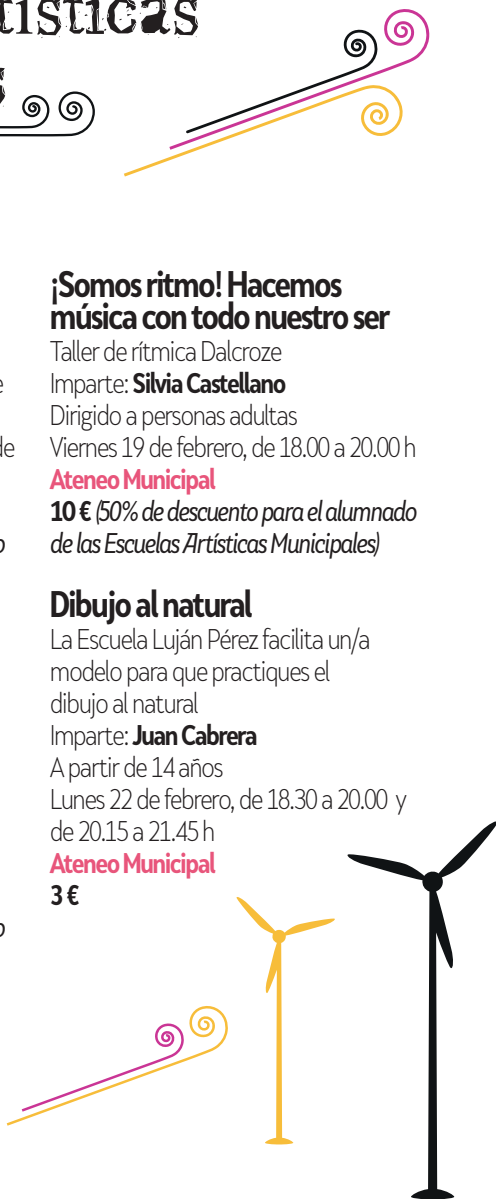 tísticas
s
¡Somos ritmo! Hacemos
música con todo nuestro ser
Taller de rítmica Dalcroze
Imparte: Silvia Castellano
Dirigido a personas adultas
Viernes 19 de febrero, de 18.00 a 20.00 h
Ateneo Municipal
10 € (50% de descuento para el alumnado
de las Escuelas Artísticas Municipales)
Dibujo al natural
La Escuela Luján Pérez facilita un/a
modelo para que practiques el
dibujo al natural
Imparte: Juan Cabrera
A partir de 14 años
Lunes 22 de febrero, de 18.30 a 20.00 y
de 20.15 a 21.45 h
Ateneo Municipal
3 €